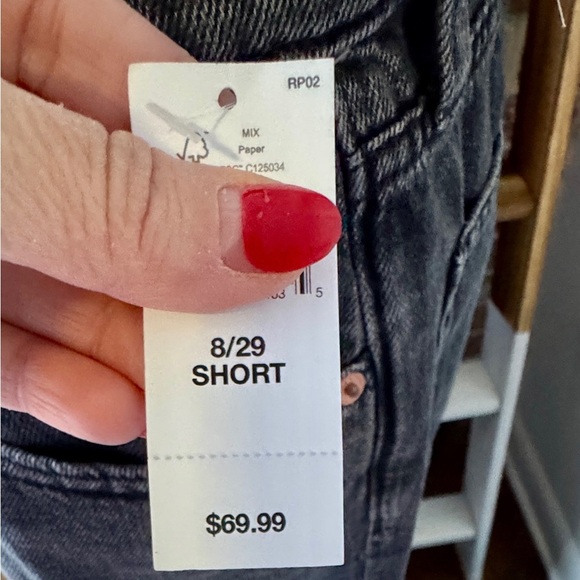 RP02
MIX
Paper
C125034
5
8/29
SHORT
$69.99